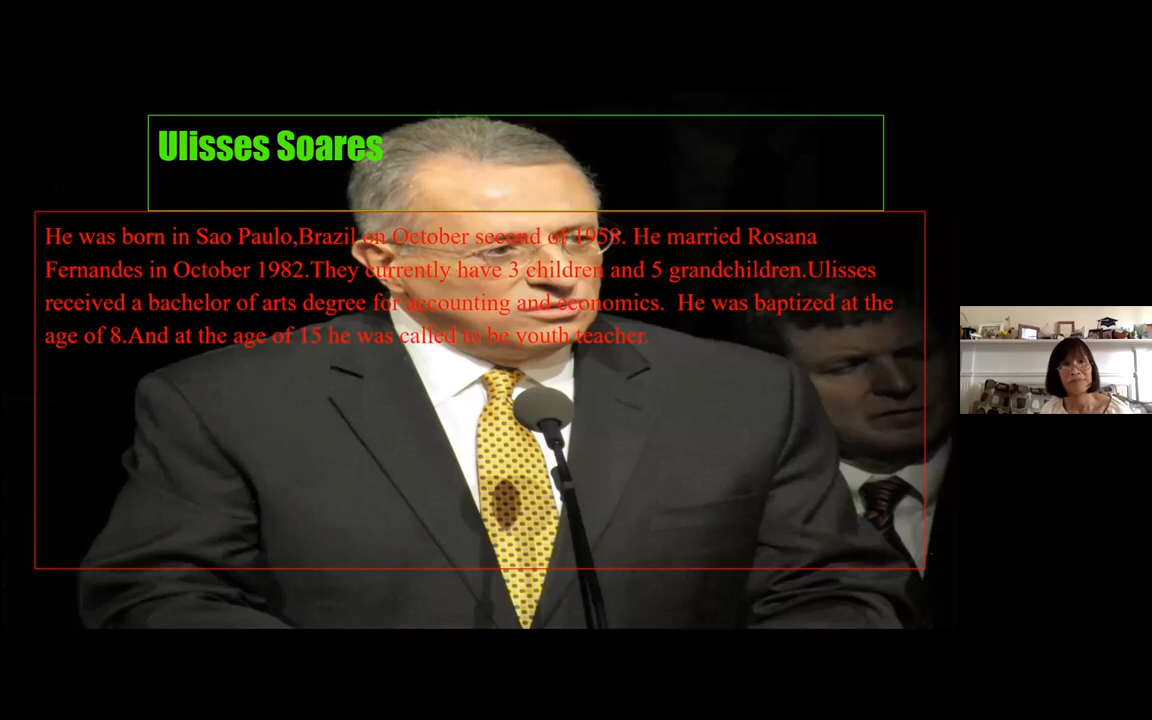 Ulisses Soares
He was born in Sao Paulo,Brazil on October second of 1958. He married Rosana
Fernandes in October 1982.They currently have 3 children and 5 grandchildren.Ulisses
received a bachelor of arts degree for accounting and economics.  He was baptized at the
age of 8.And at the age of 15 he was called to be youth teacher.